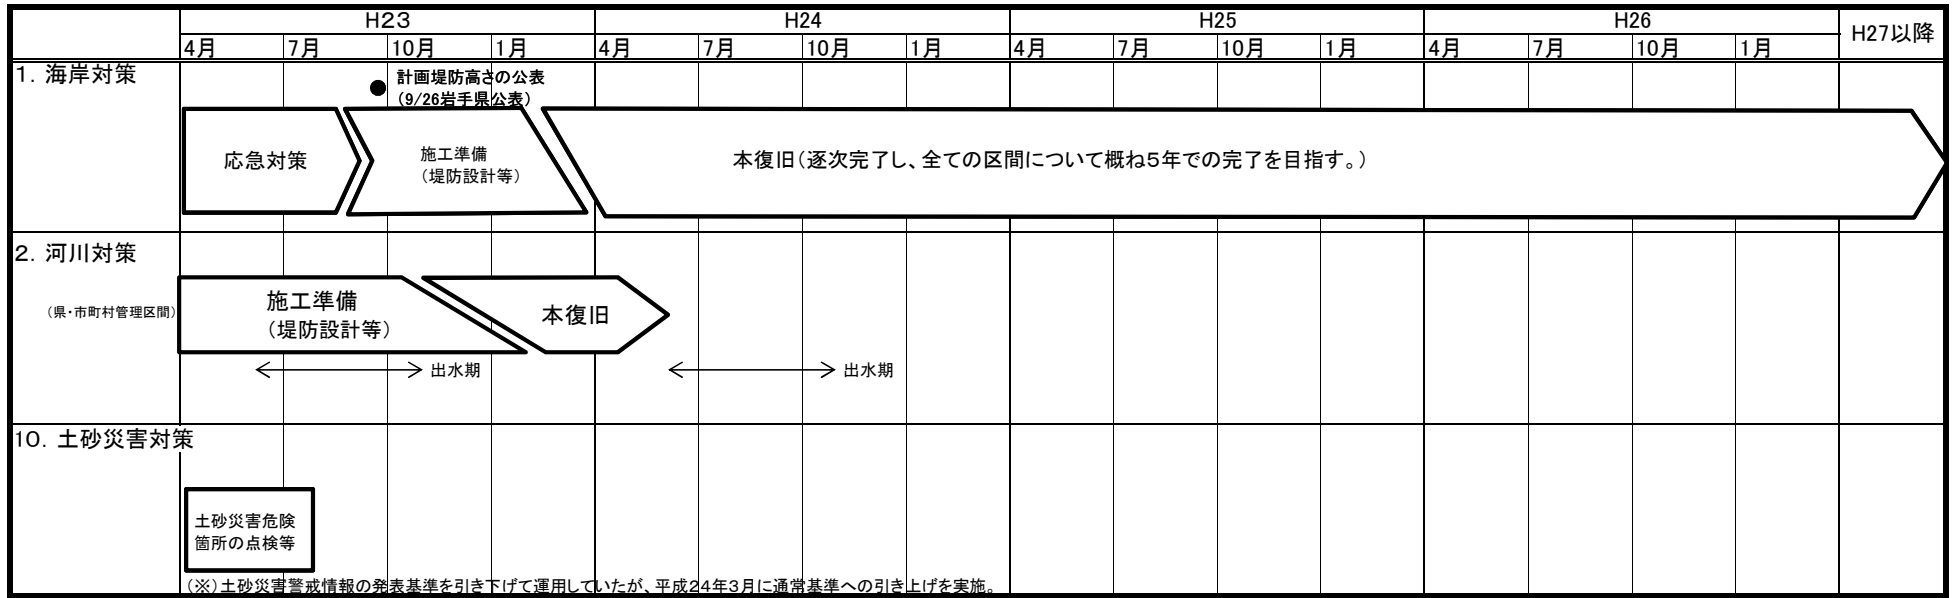 H23 H24 H25 H26 H27以降
4月 7月 10月 1月 4月 7月 10月 1月 4月 7月 10月 1月 4月 7月 10月 1月
1．海岸対策
計画堤防高さの公表
（9/26岩手県公表）
応急対策
施工準備
（堤防設計等）
本復旧（逐次完了し、全ての区間について概ね５年での完了を目指す。）
2．河川対策
（県・市町村管理区間）
施工準備
（堤防設計等）
本復旧
出水期 出水期
10．土砂災害対策
土砂災害危険
箇所の点検等
（※）土砂災害警戒情報の発表基準を引き下げて運用していたが、平成24年3月に通常基準への引き上げを実施。